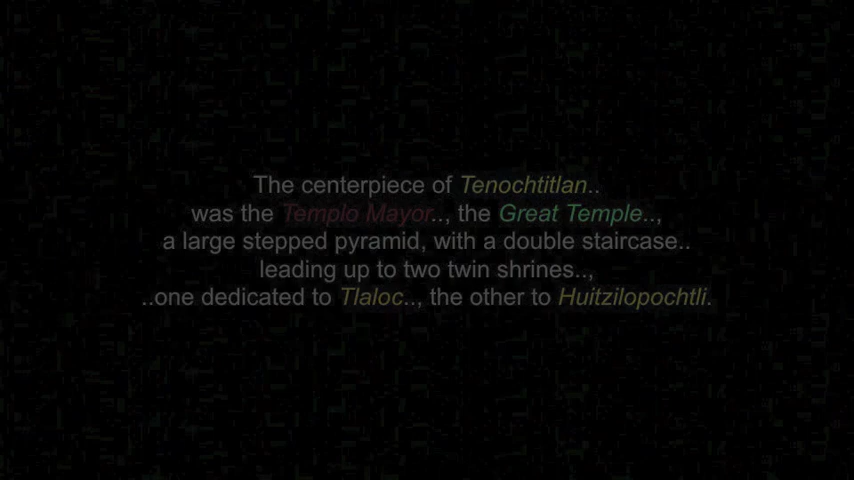 The centerpiece of Tenochtitlan..
was the Templo Mayor.., the Great Temple..,
a large stepped pyramid, with a double staircase..
leading up to two twin shrines..,
..one dedicated to Tlaloc.., the other to Huitzilopochtli.